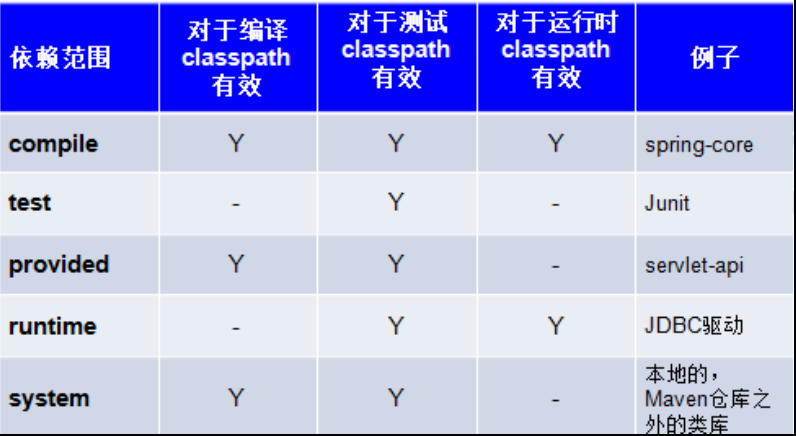 依赖范围 对于编译 classpath 有效 对于测试 classpath 有效 对于运行时 classpath 有效 例子
compile Y Y Y spring-core
test - Y - Junit
provided Y Y - servlet-api
runtime - Y Y JDBC驱动
system Y Y - 本地的，
Maven仓库之
外的类库